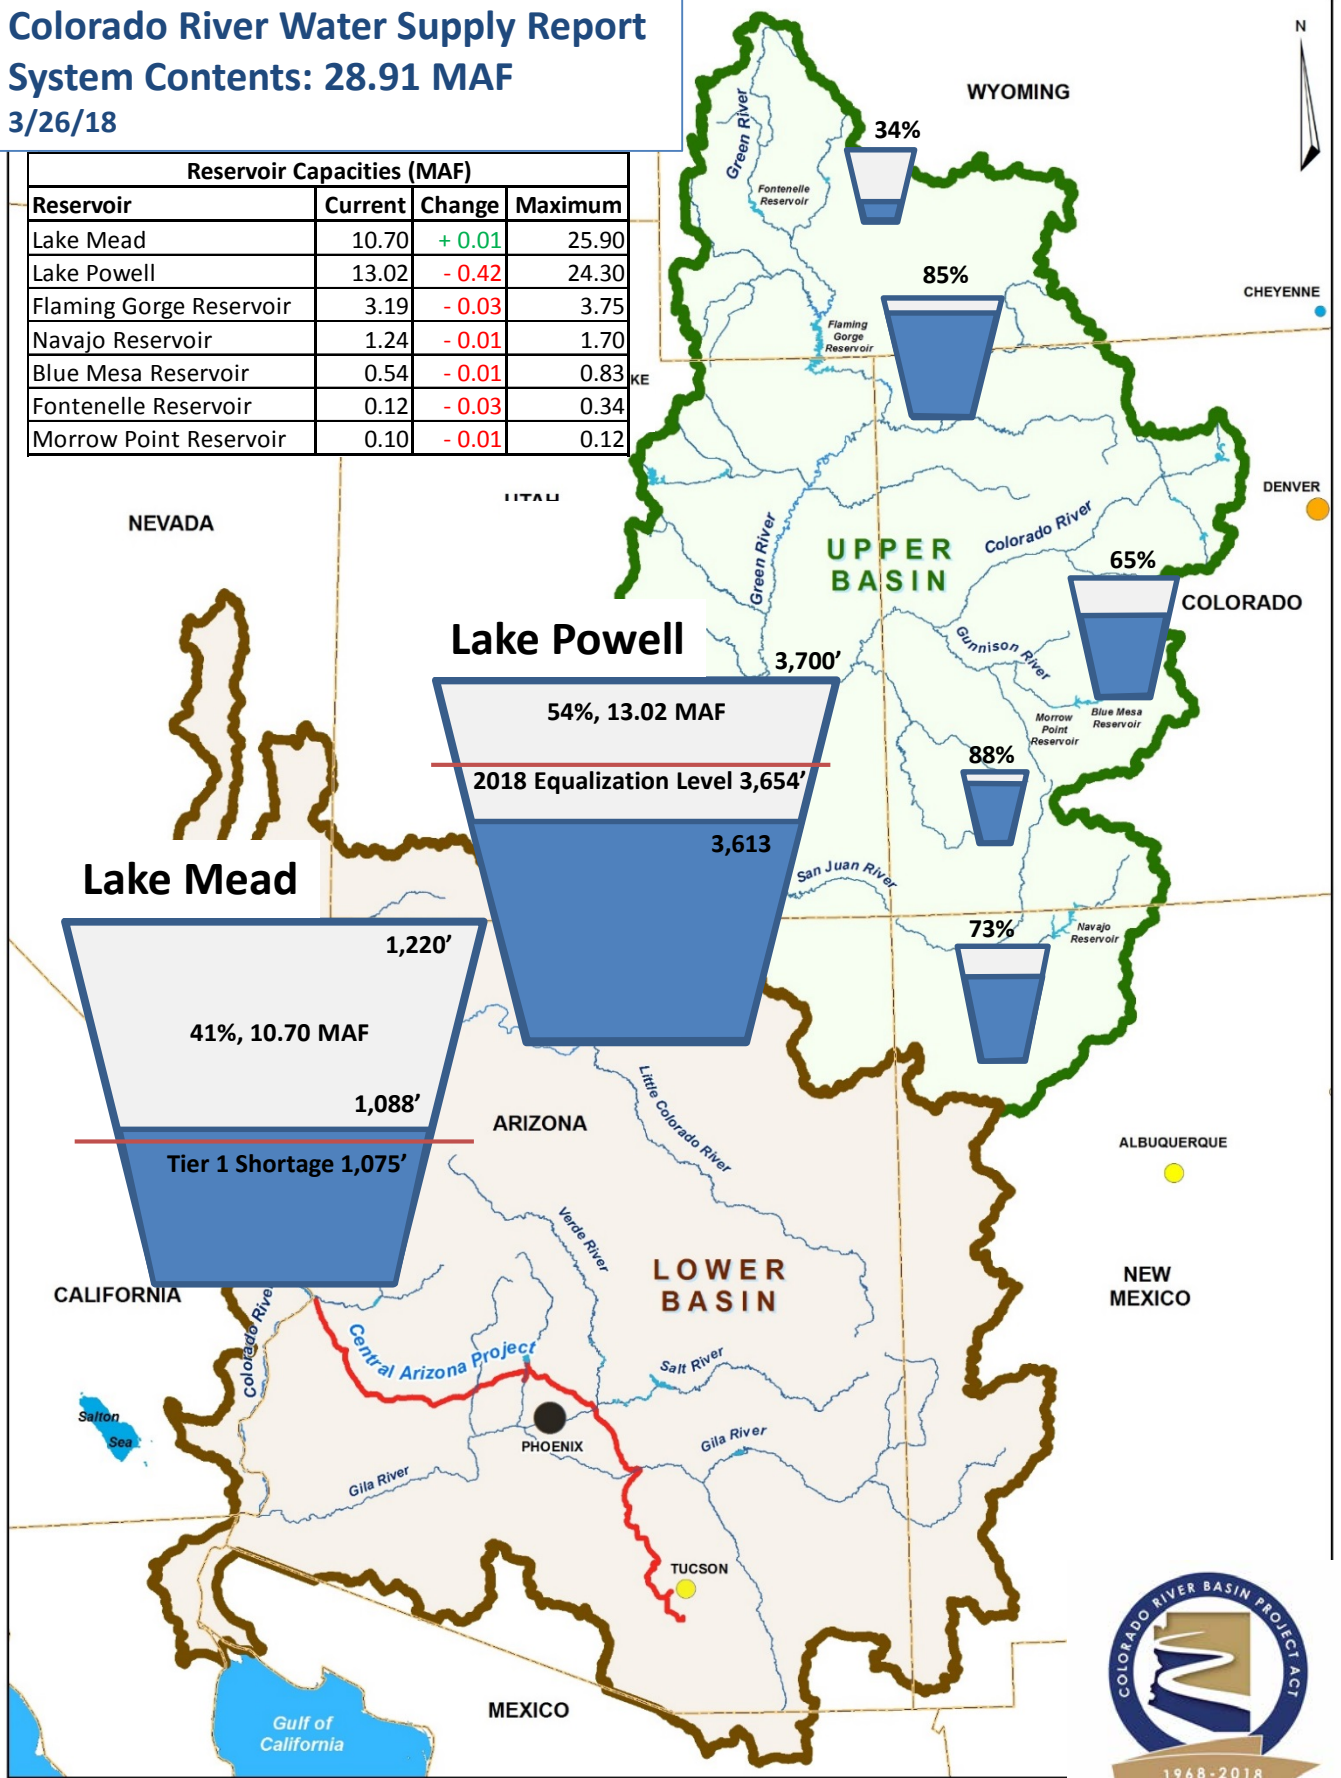 Colorado River Water Supply Report
System Contents: 28.91 MAF
3/26/18
Reservoir Capacities (MAF)
Reservoir Current Change Maximum
Lake Mead 10.70 + 0.01 25.90
Lake Powell 13.02 - 0.42 24.30
Flaming Gorge Reservoir 3.19 - 0.03 3.75
Navajo Reservoir 1.24 - 0.01 1.70
Blue Mesa Reservoir 0.54 - 0.01 0.83
Fontenelle Reservoir 0.12 - 0.03 0.34
Morrow Point Reservoir 0.10 - 0.01 0.12
N
WYOMING
34%
Green River
Fontenelle
Reservoir
85%
CHEYENNE
Flaming
Gorge
Reservoir
KE
UTAH
NEVADA
DENVER
Green River
UPPER
BASIN
Colorado River
65%
COLORADO
Gunnison River
Lake Powell
3,700’
54%, 13.02 MAF
2018 Equalization Level 3,654’
3,613
Morrow
Point
Reservoir
Blue Mesa
Reservoir
88%
San Juan River
Lake Mead
1,220’
41%, 10.70 MAF
1,088’
Tier 1 Shortage 1,075’
73%
Navajo
Reservoir
Little Colorado River
ARIZONA
ALBUQUERQUE
Verde River
LOWER
BASIN
NEW
MEXICO
CALIFORNIA
Colorado River
Central Arizona Project
Salt River
Salton
Sea
PHOENIX
Gila River
Gila River
TUCSON
MEXICO
Gulf of
California
COLORADO RIVER BASIN PROJECT ACT
1968-2018